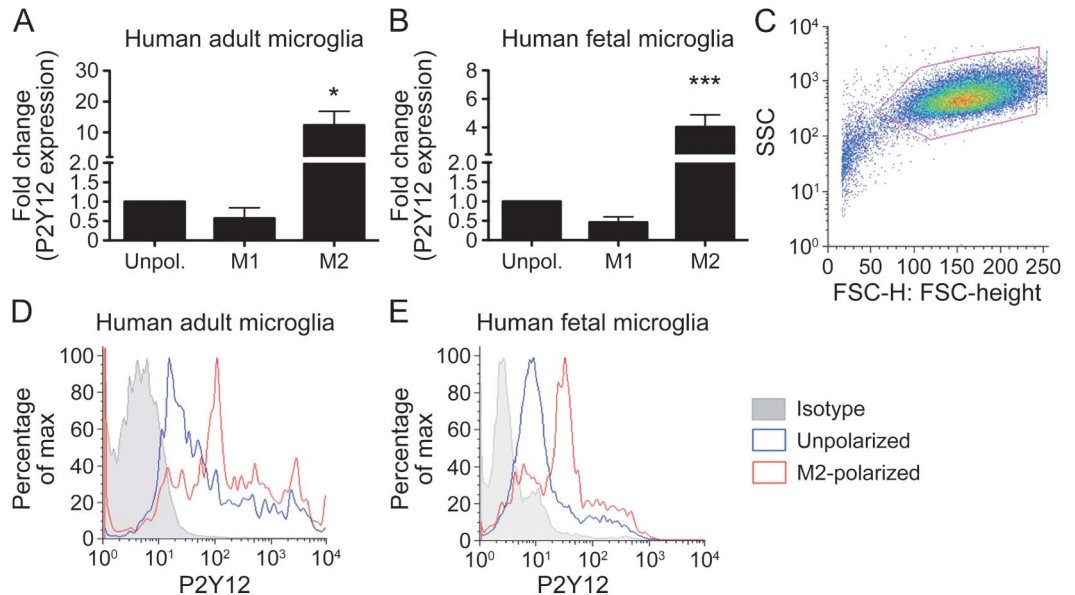 A
Human adult microglia
Fold change
(P2Y12 expression)
30
20
10
2.0
1.5
1.0
0.5
0
*
Unpol.
M1
M2
B
Human fetal microglia
Fold change
(P2Y12 expression)
8
6
4
2.0
1.5
1.0
0.5
0
***
Unpol.
M1
M2
C
SSC
10⁴
10³
10²
10¹
10⁰
0
50
100
150
200
250
FSC-H: FSC-height
D
Human adult microglia
Percentage
of max
100
80
60
40
20
0
10⁰
10¹
10²
10³
10⁴
P2Y12
E
Human fetal microglia
Percentage
of max
100
80
60
40
20
0
10⁰
10¹
10²
10³
10⁴
P2Y12
Isotype
Unpolarized
M2-polarized